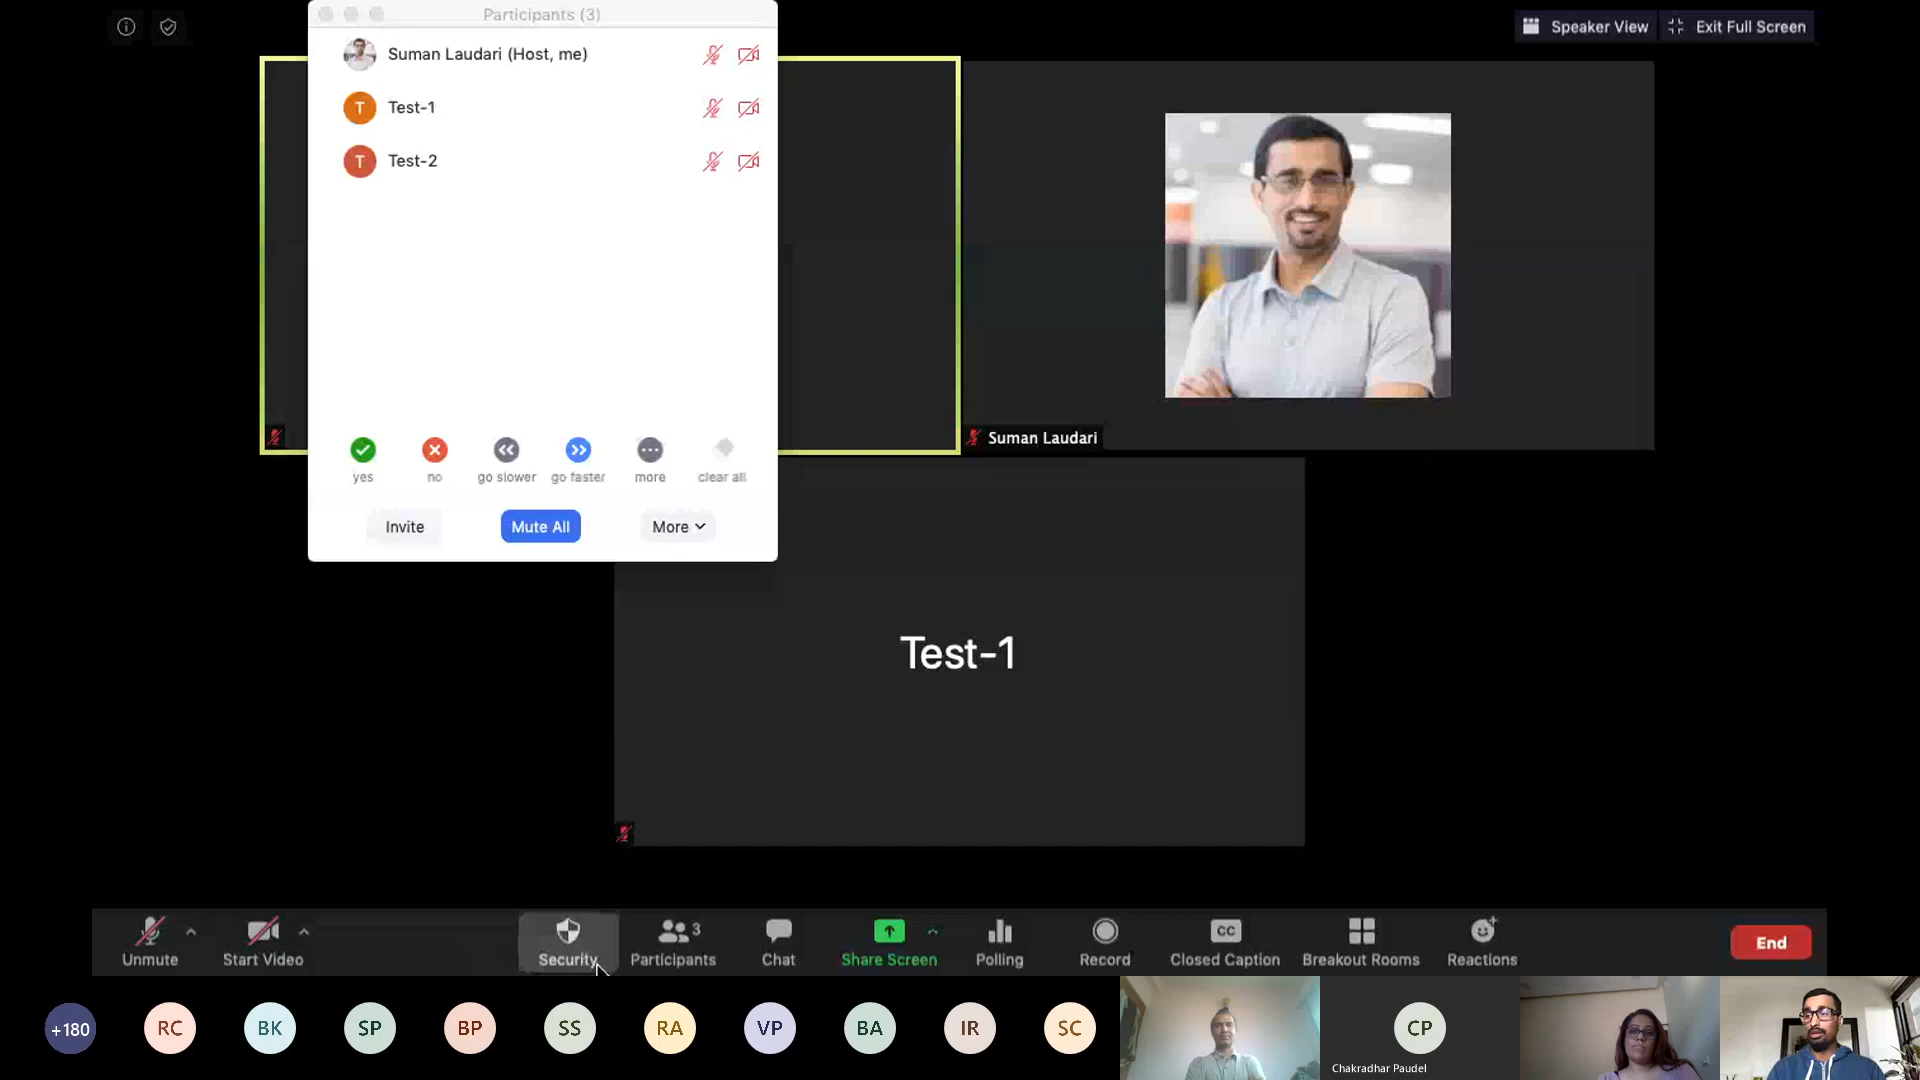 Participants (3)
Speaker View
Exit Full Screen
Suman Laudari (Host, me)
T
Test-1
T
Test-2
Suman Laudari
yes
no
go slower
go faster
more
clear all
Invite
Mute All
More
Test-1
Unmute
Start Video
Security
Participants
3
Chat
Share Screen
Polling
Record
CC
Closed Caption
Breakout Rooms
Reactions
End
+180
RC
BK
SP
BP
SS
RA
VP
BA
IR
SC
CP
Chakradhar Paudel